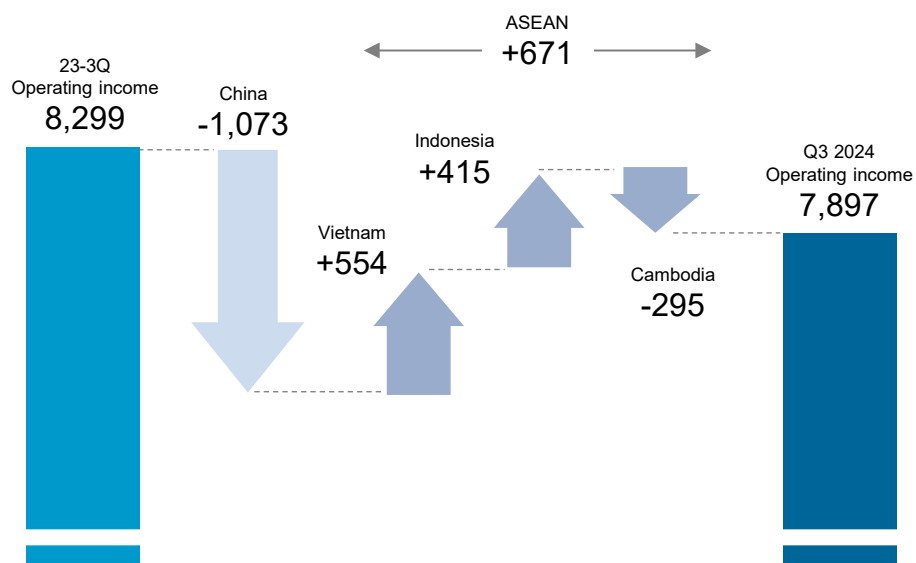 ASEAN
+671
23-3Q
Operating income
8,299
China
-1,073
Vietnam
+554
Indonesia
+415
Cambodia
-295
Q3 2024
Operating income
7,897